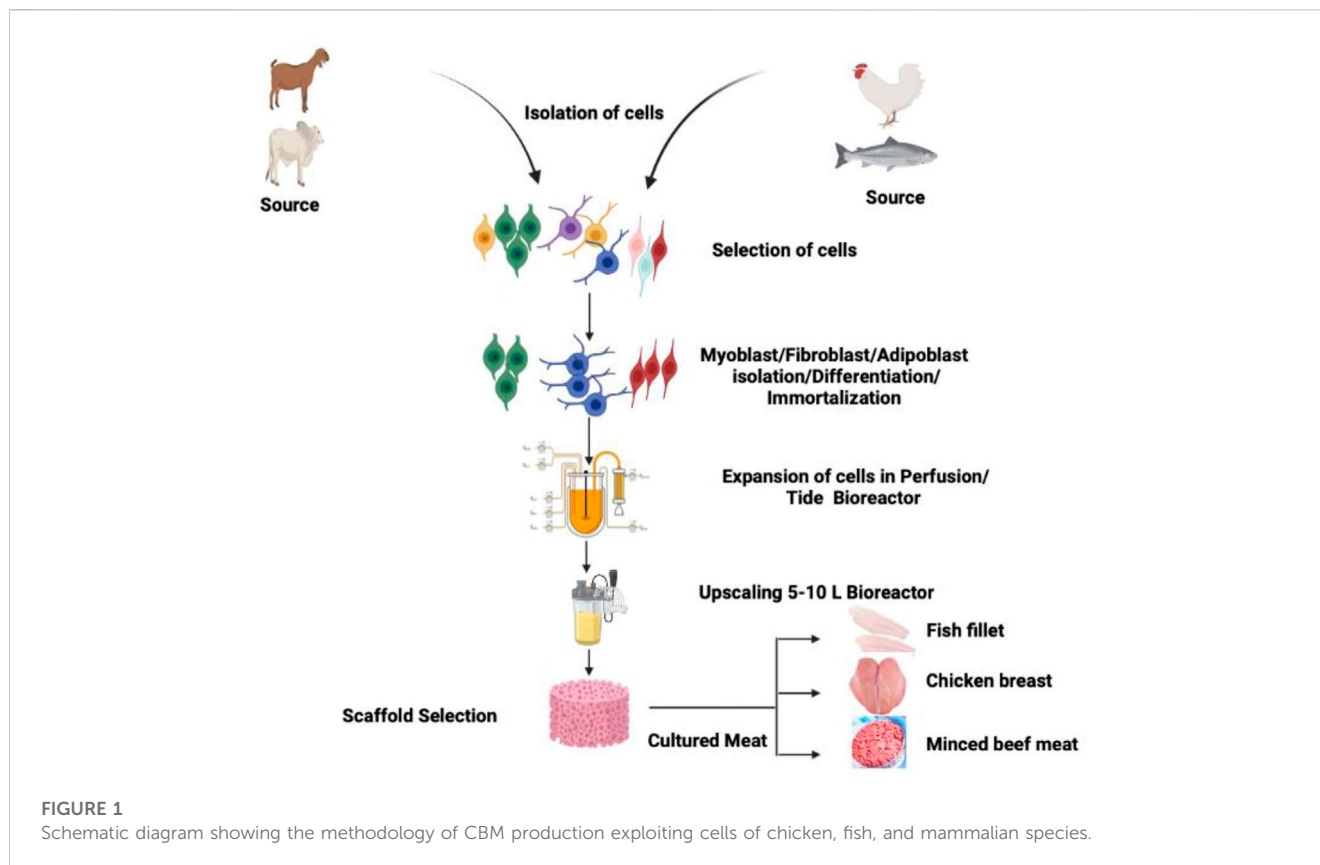 Isolation of cells
Source
Source
Selection of cells
Myoblast/Fibroblast/Adipoblast
isolation/Differentiation/
Immortalization
Expansion of cells in Perfusion/
Tide Bioreactor
Upscaling 5-10 L Bioreactor
Fish fillet
Chicken breast
Scaffold Selection
Cultured Meat
Minced beef meat
FIGURE 1
Schematic diagram showing the methodology of CBM production exploiting cells of chicken, fish, and mammalian species.